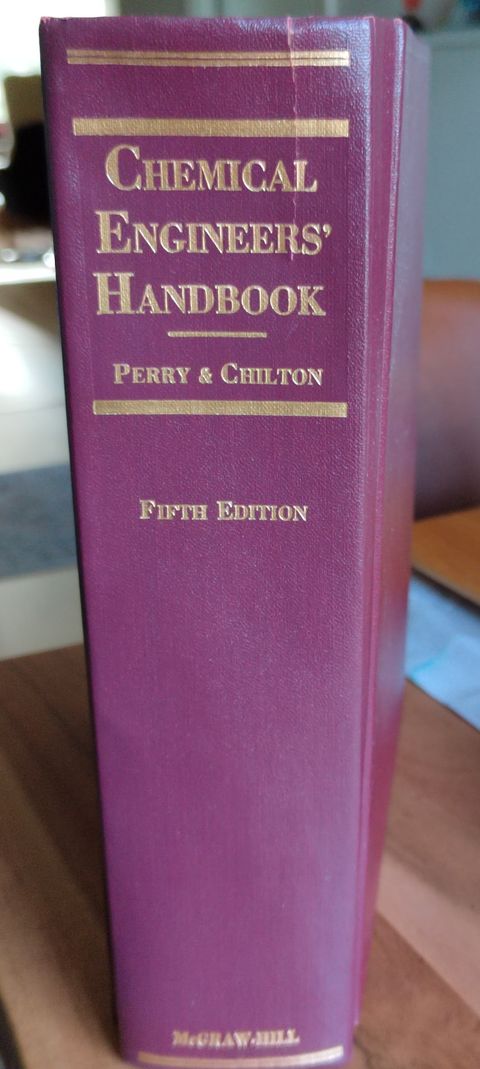 CHEMICAL
ENGINEERS'
HANDBOOK
PERRY & CHILTON
FIFTH EDITION
McGRAW-HILL